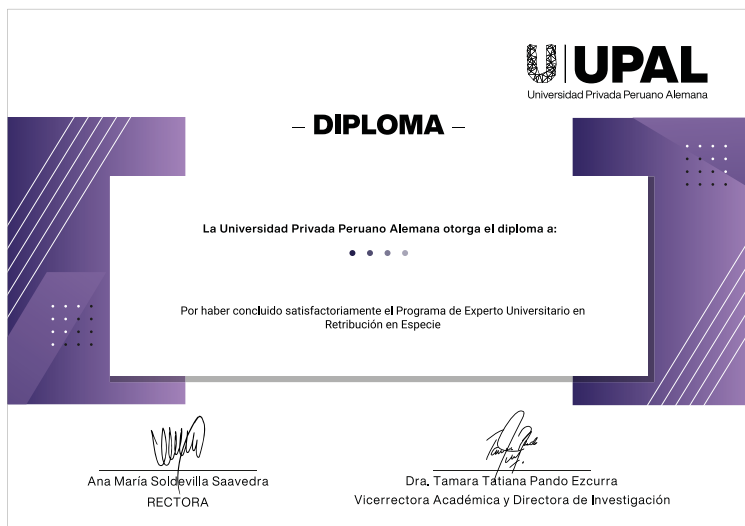 UPAL
Universidad Privada Peruano Alemana
– DIPLOMA –
La Universidad Privada Peruano Alemana otorga el diploma a:
Por haber concluido satisfactoriamente el Programa de Experto Universitario en
Retribución en Especie
Ana María Soldevilla Saavedra
RECTORA
Dra. Tamara Tatiana Pando Ezcurra
Vicerrectora Académica y Directora de Investigación